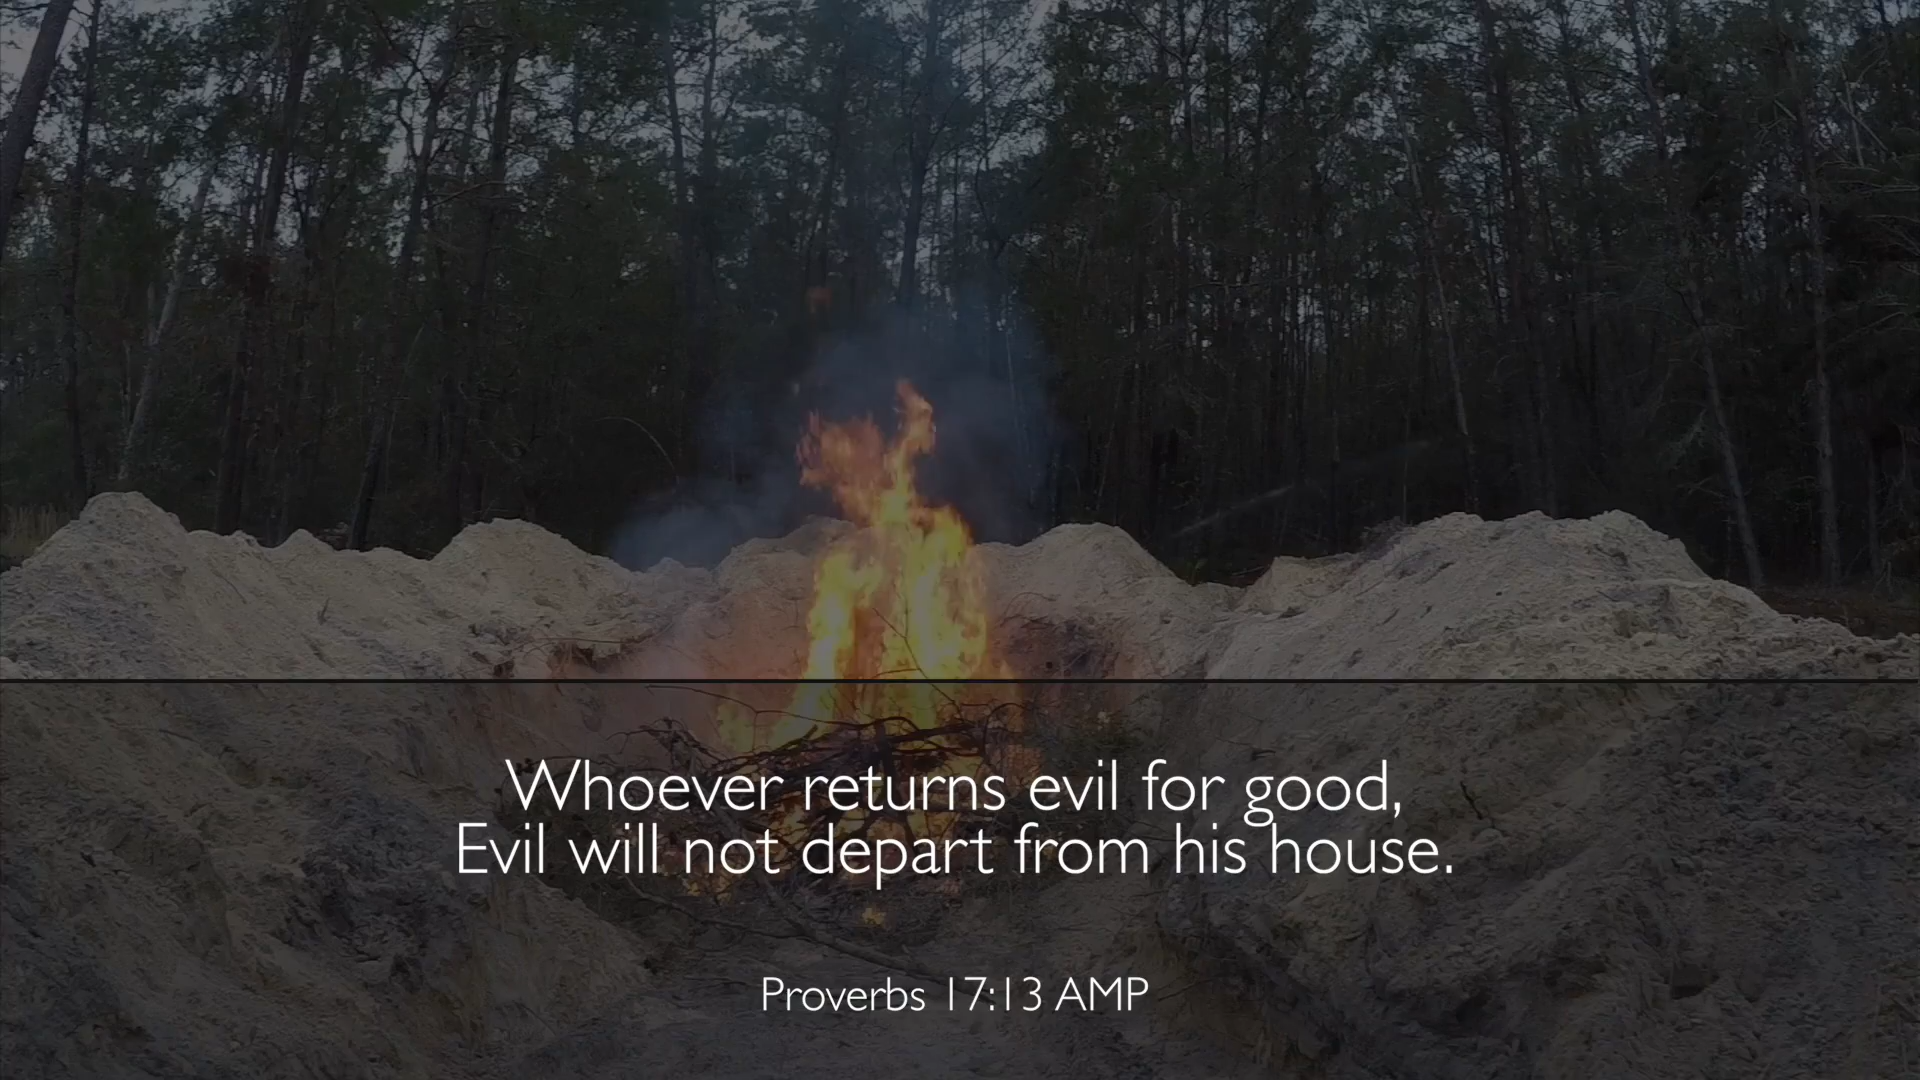 Whoever returns evil for good,
Evil will not depart from his house.
Proverbs 17:13 AMP